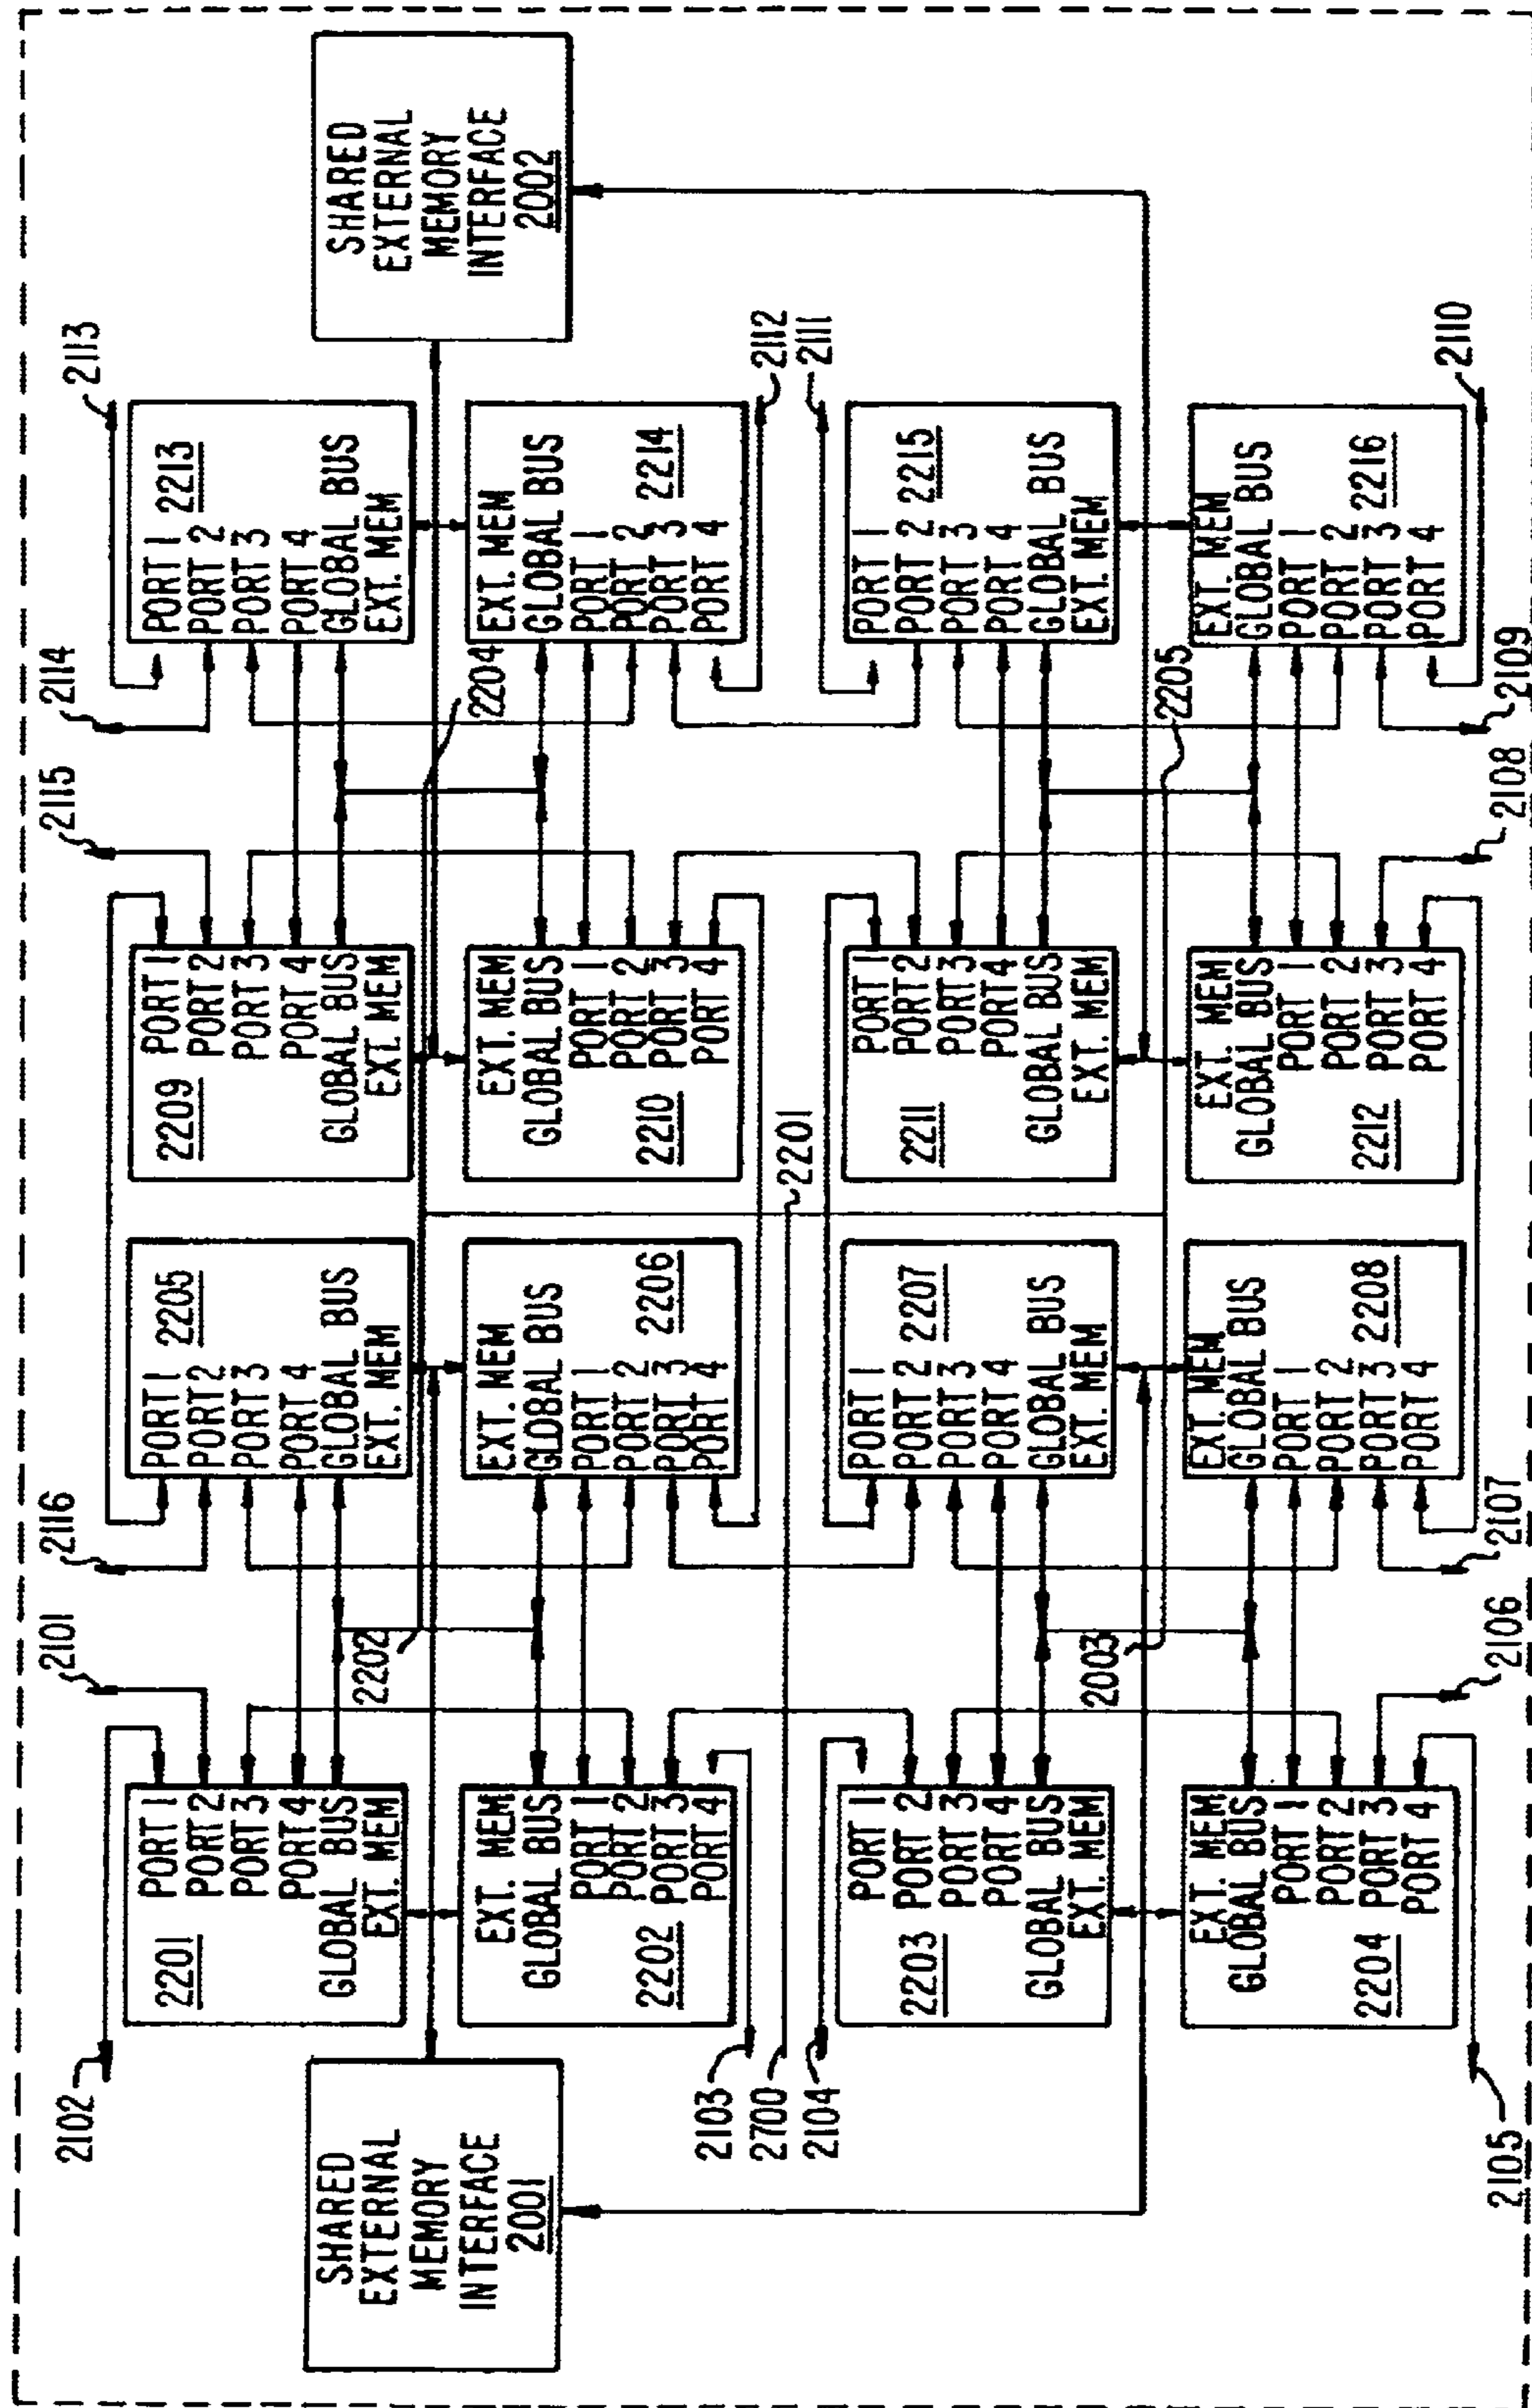 2102
2101
2116
2115
2114
2113
SHARED
EXTERNAL
MEMORY
INTERFACE
2001
2201
PORT 1
PORT 2
PORT 3
PORT 4
GLOBAL BUS
EXT. MEM
2205
PORT 1
PORT 2
PORT 3
PORT 4
GLOBAL BUS
EXT. MEM
2209
PORT 1
PORT 2
PORT 3
PORT 4
GLOBAL BUS
EXT. MEM
2213
PORT 1
PORT 2
PORT 3
PORT 4
GLOBAL BUS
EXT. MEM
SHARED
EXTERNAL
MEMORY
INTERFACE
2002
2202
2204
EXT. MEM
GLOBAL BUS
PORT 1
PORT 2
PORT 3
PORT 4
2202
EXT. MEM
GLOBAL BUS
PORT 1
PORT 2
PORT 3
PORT 4
2206
EXT. MEM
GLOBAL BUS
PORT 1
PORT 2
PORT 3
PORT 4
2210
EXT. MEM
GLOBAL BUS
PORT 1
PORT 2
PORT 3
PORT 4
2214
2103
2700
2104
2201
2112
2111
2203
PORT 1
PORT 2
PORT 3
PORT 4
GLOBAL BUS
EXT. MEM
2207
PORT 1
PORT 2
PORT 3
PORT 4
GLOBAL BUS
EXT. MEM
2211
PORT 1
PORT 2
PORT 3
PORT 4
GLOBAL BUS
EXT. MEM
2215
PORT 1
PORT 2
PORT 3
PORT 4
GLOBAL BUS
EXT. MEM
2003
2205
EXT. MEM
GLOBAL BUS
PORT 1
PORT 2
PORT 3
PORT 4
2204
EXT. MEM.
GLOBAL BUS
PORT 1
PORT 2
PORT 3
PORT 4
2208
EXT. MEM
GLOBAL BUS
PORT 1
PORT 2
PORT 3
PORT 4
2212
EXT. MEM
GLOBAL BUS
PORT 1
PORT 2
PORT 3
PORT 4
2216
2105
2106
2107
2108
2109
2110